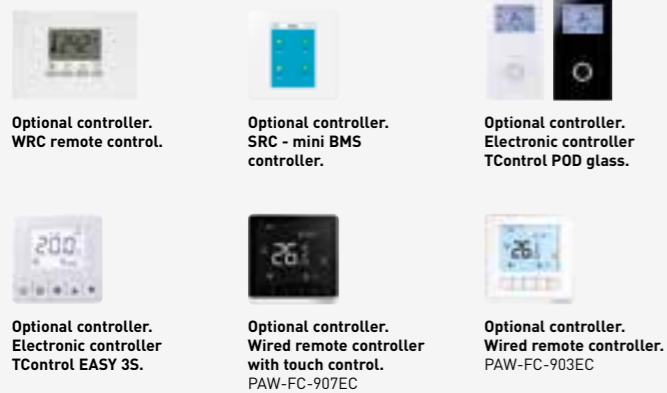 Optional controller.
WRC remote control.
Optional controller.
SRC - mini BMS
controller.
Optional controller.
Electronic controller
TControl POD glass.
Optional controller.
Electronic controller
TControl EASY 3S.
Optional controller.
Wired remote controller
with touch control.
PAW-FC-907EC
Optional controller.
Wired remote controller.
PAW-FC-903EC